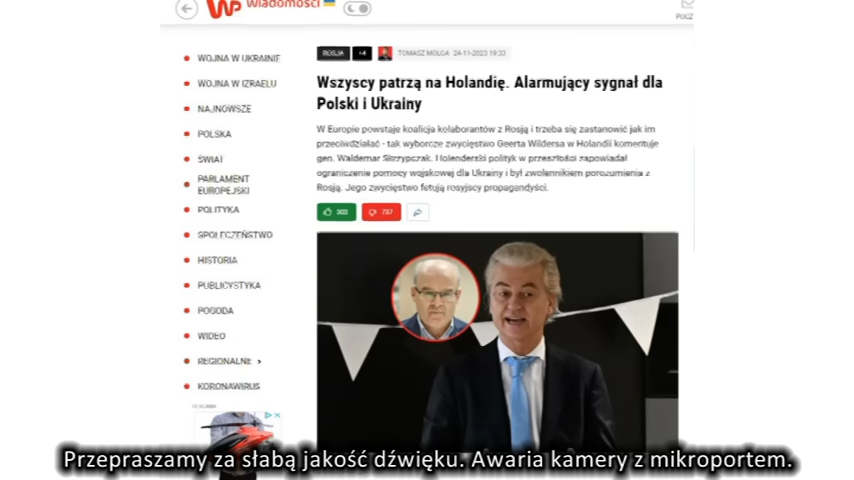 WP wiadomości
POCZ
WOJNA W UKRAINIE
WOJNA W IZRAELU
NAJNOWSZE
POLSKA
ŚWIAT
PARLAMENT
EUROPEJSKI
POLITYKA
SPOŁECZEŃSTWO
HISTORIA
PUBLICYSTYKA
POGODA
WIDEO
REGIONALNE
KORONAWIRUS
REKLAMA
ROSJA +4 TOMASZ MOLGA 24-11-2023 19:33
Wszyscy patrzą na Holandię. Alarmujący sygnał dla
Polski i Ukrainy
W Europie powstaje koalicja kolaborantów z Rosją i trzeba się zastanowić jak im
przeciwdziałać - tak wyborcze zwycięstwo Geerta Wildersa w Holandii komentuje
gen. Waldemar Skrzypczak. Holenderski polityk w przeszłości zapowiadał
ograniczenie pomocy wojskowej dla Ukrainy i był zwolennikiem porozumienia z
Rosją. Jego zwycięstwo fetują rosyjscy propagandyści.
302 737
Przepraszamy za słabą jakość dźwięku. Awaria kamery z mikroportem.